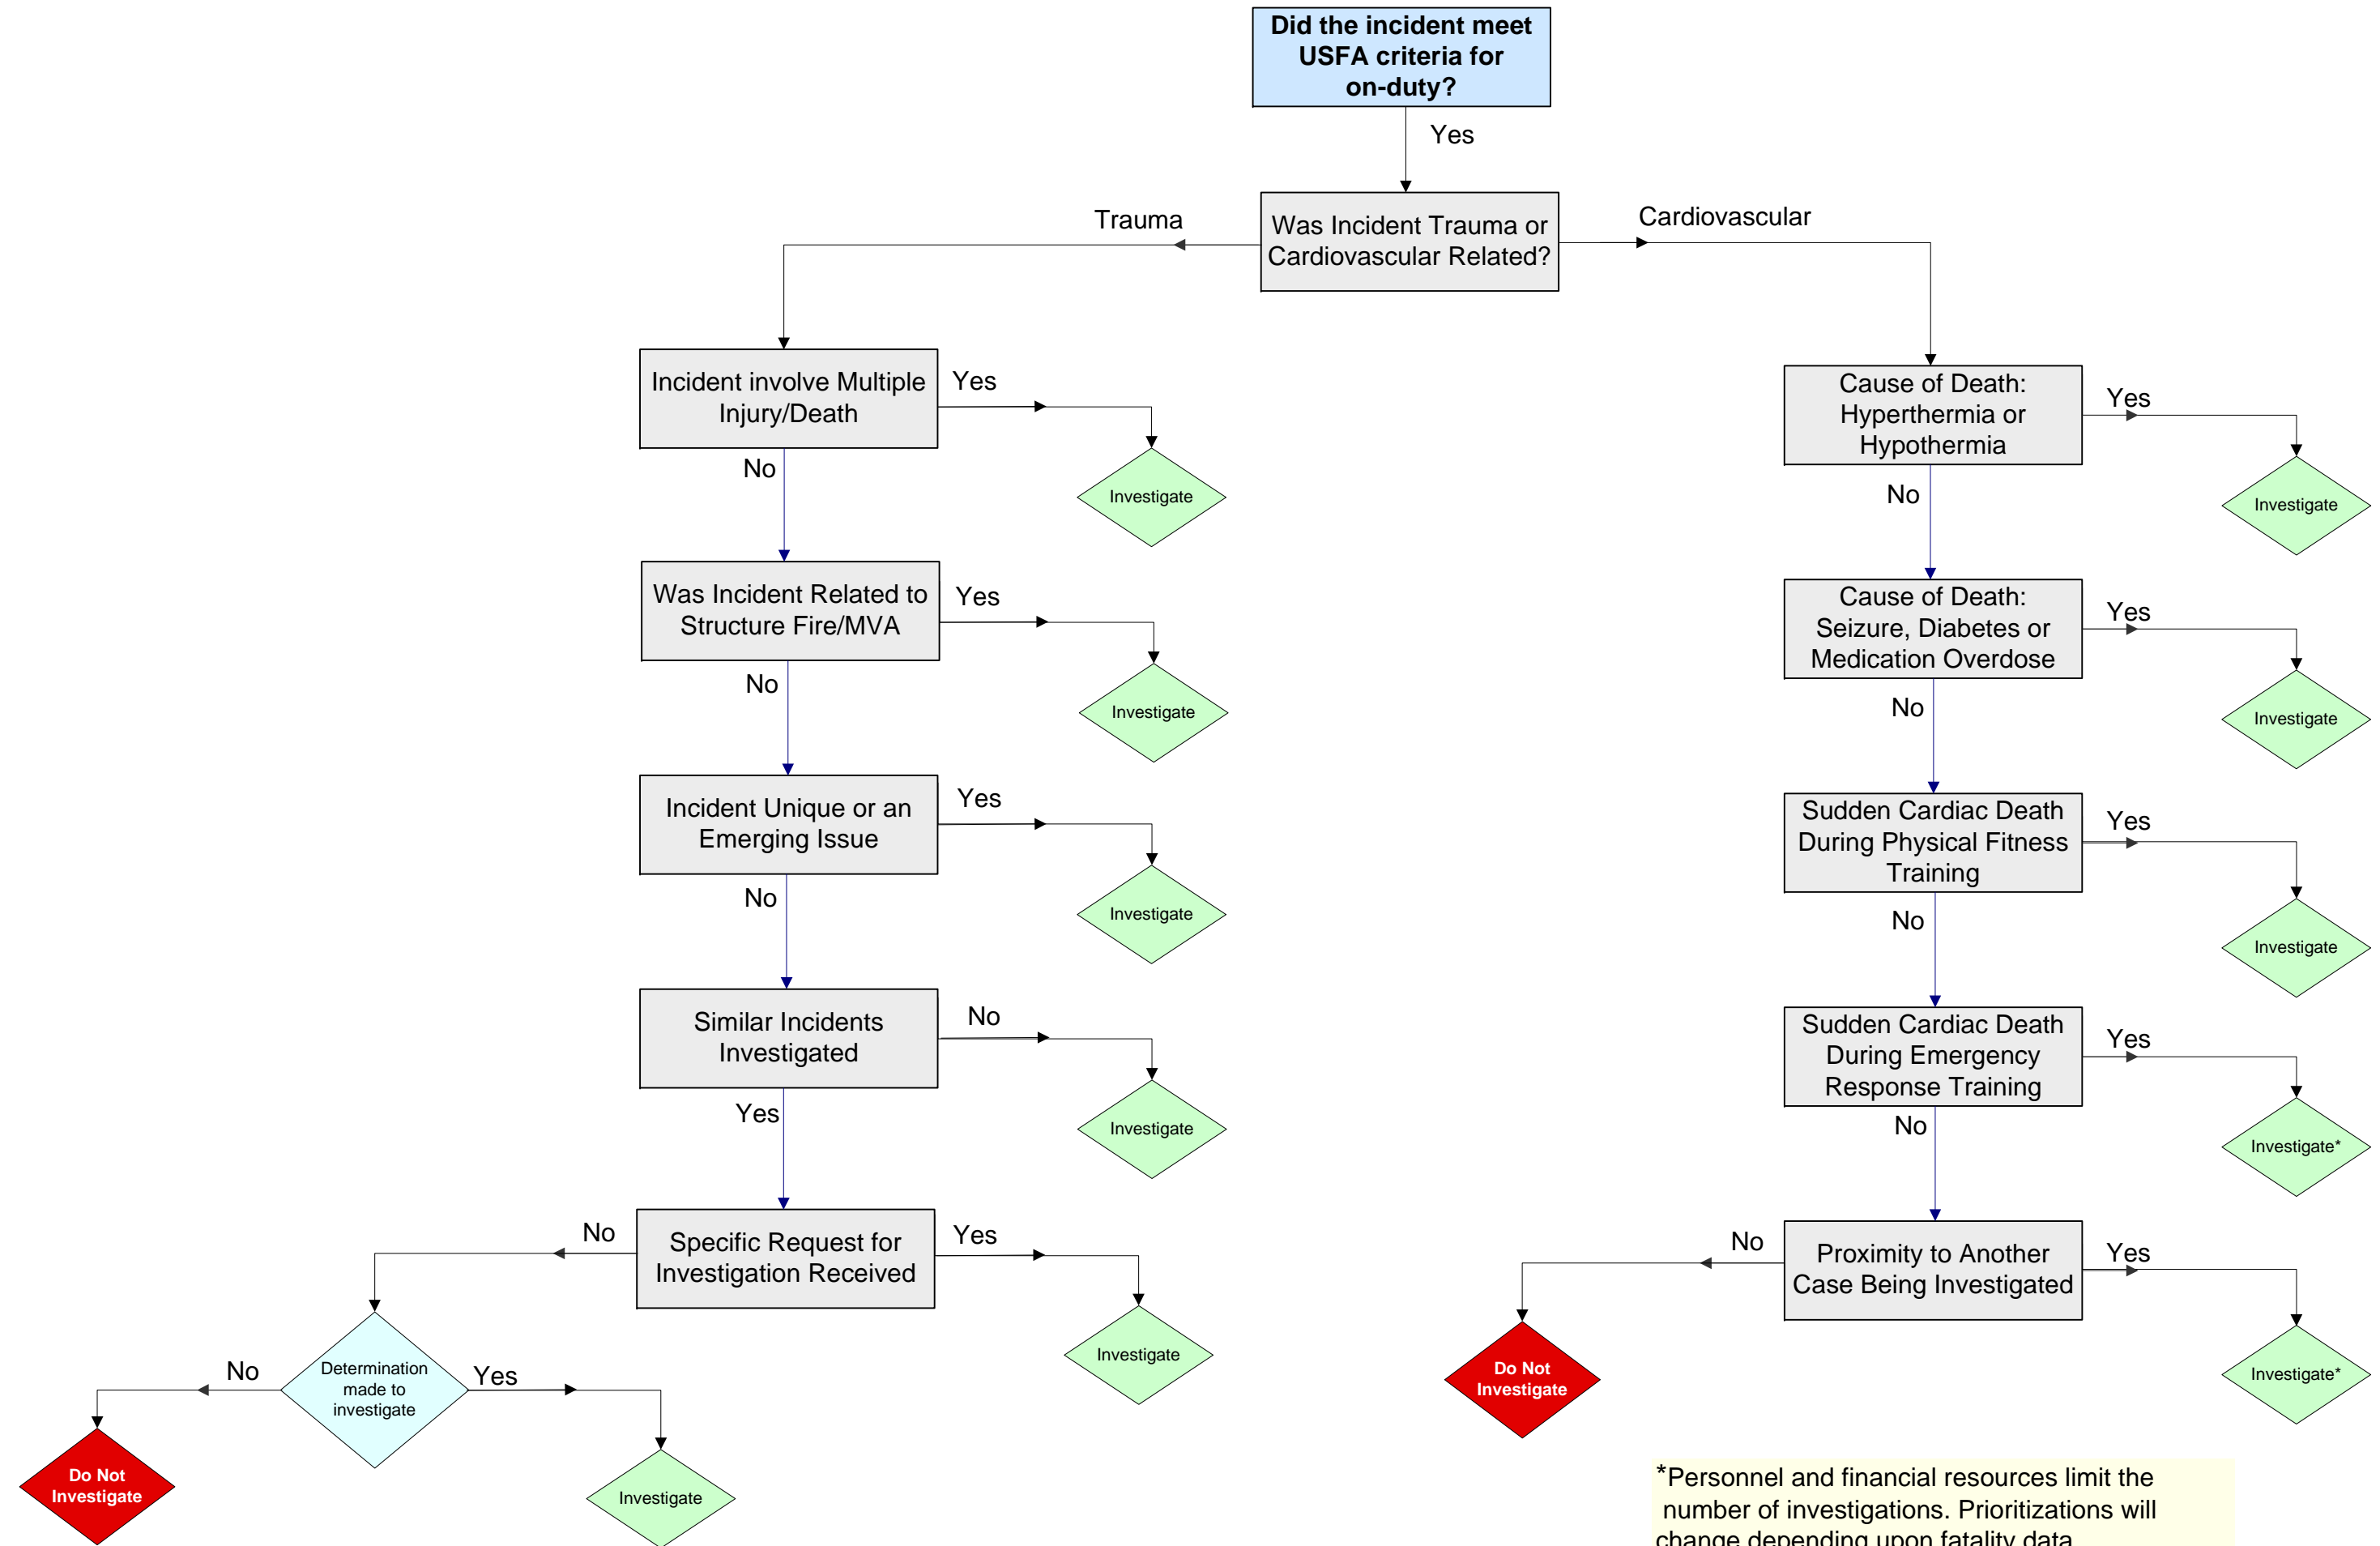 Did the incident meet
USFA criteria for
on-duty?
Yes
Trauma
Cardiovascular
Was Incident Trauma or
Cardiovascular Related?
Incident involve Multiple
Injury/Death
Yes
Investigate
No
Was Incident Related to
Structure Fire/MVA
Yes
Investigate
No
Incident Unique or an
Emerging Issue
Yes
Investigate
No
Similar Incidents
Investigated
No
Investigate
Yes
Specific Request for
Investigation Received
Yes
Investigate
No
Determination
made to
investigate
No
Do Not
Investigate
Yes
Investigate
Cause of Death:
Hyperthermia or
Hypothermia
Yes
Investigate
No
Cause of Death:
Seizure, Diabetes or
Medication Overdose
Yes
Investigate
No
Sudden Cardiac Death
During Physical Fitness
Training
Yes
Investigate
No
Sudden Cardiac Death
During Emergency
Response Training
Yes
Investigate*
No
Proximity to Another
Case Being Investigated
Yes
Investigate*
No
Do Not
Investigate
*Personnel and financial resources limit the
number of investigations. Prioritizations will
change depending upon fatality data